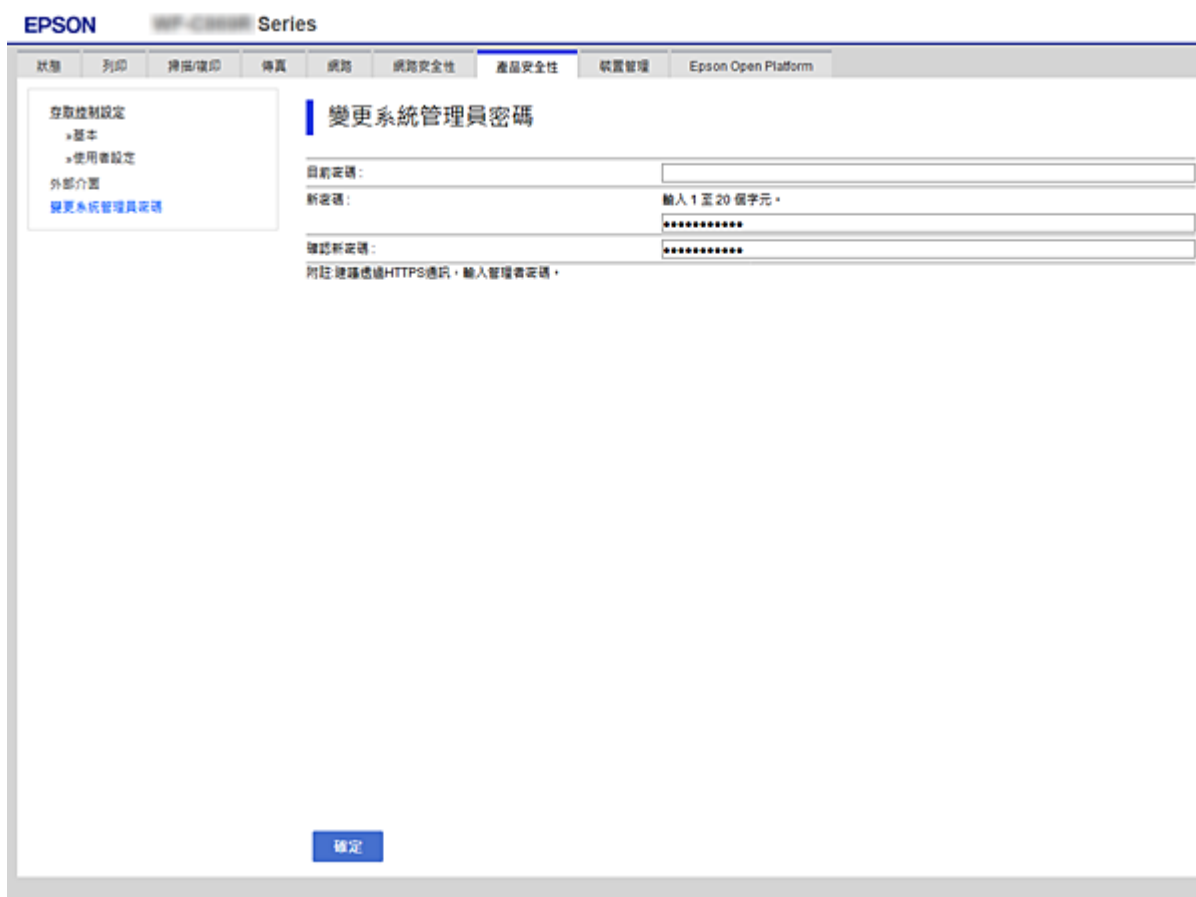 EPSON Series
狀態 列印 掃描/複印 傳真 網路 網路安全性 產品安全性 裝置管理 Epson Open Platform
存取控制設定
»基本
»使用者設定
外部介面
變更系統管理員密碼
變更系統管理員密碼
目前密碼 :
新密碼 : 輸入 1 至 20 個字元。
•••••••••••
確認新密碼 : •••••••••••
附註:建議透過HTTPS通訊，輸入管理者密碼。
確定